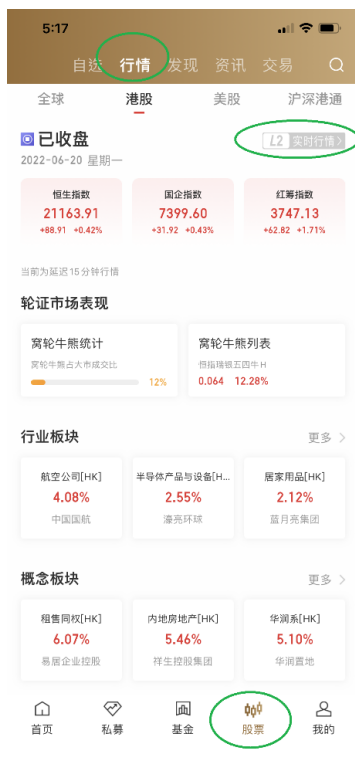 5:17
自选 行情 发现 资讯 交易
全球 港股 美股 沪深港通
已收盘 L2 实时行情>
2022-06-20 星期一
恒生指数 国企指数 红筹指数
21163.91 7399.60 3747.13
+88.91 +0.42% +31.92 +0.43% +62.82 +1.71%
当前为延迟15分钟行情
轮证市场表现
窝轮牛熊统计 窝轮牛熊列表
窝轮牛熊占大市成交比 恒指瑞银五四牛H
12% 0.064 12.28%
行业板块 更多 >
航空公司[HK] 半导体产品与设备[H... 居家用品[HK]
4.08% 2.55% 2.12%
中国国航 濠亮环球 蓝月亮集团
概念板块 更多 >
租售同权[HK] 内地房地产[HK] 华润系[HK]
6.07% 5.46% 5.10%
易居企业控股 祥生控股集团 华润置地
首页 私募 基金 股票 我的